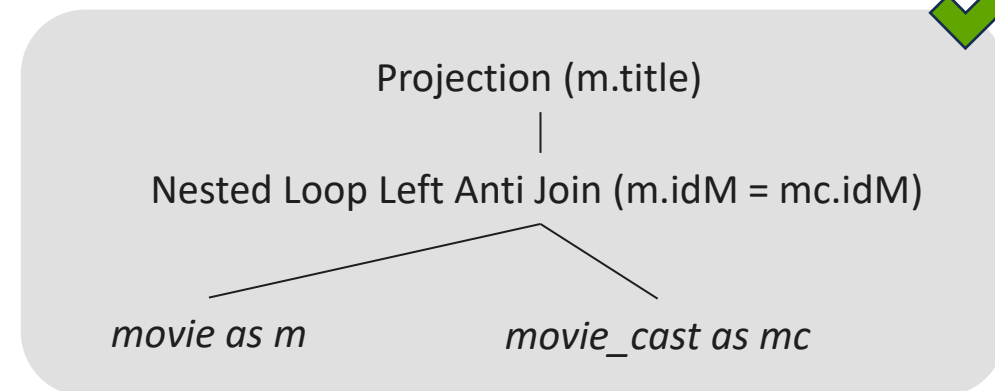 Projection (m.title)
Nested Loop Left Anti Join (m.idM = mc.idM)
movie as m
movie_cast as mc